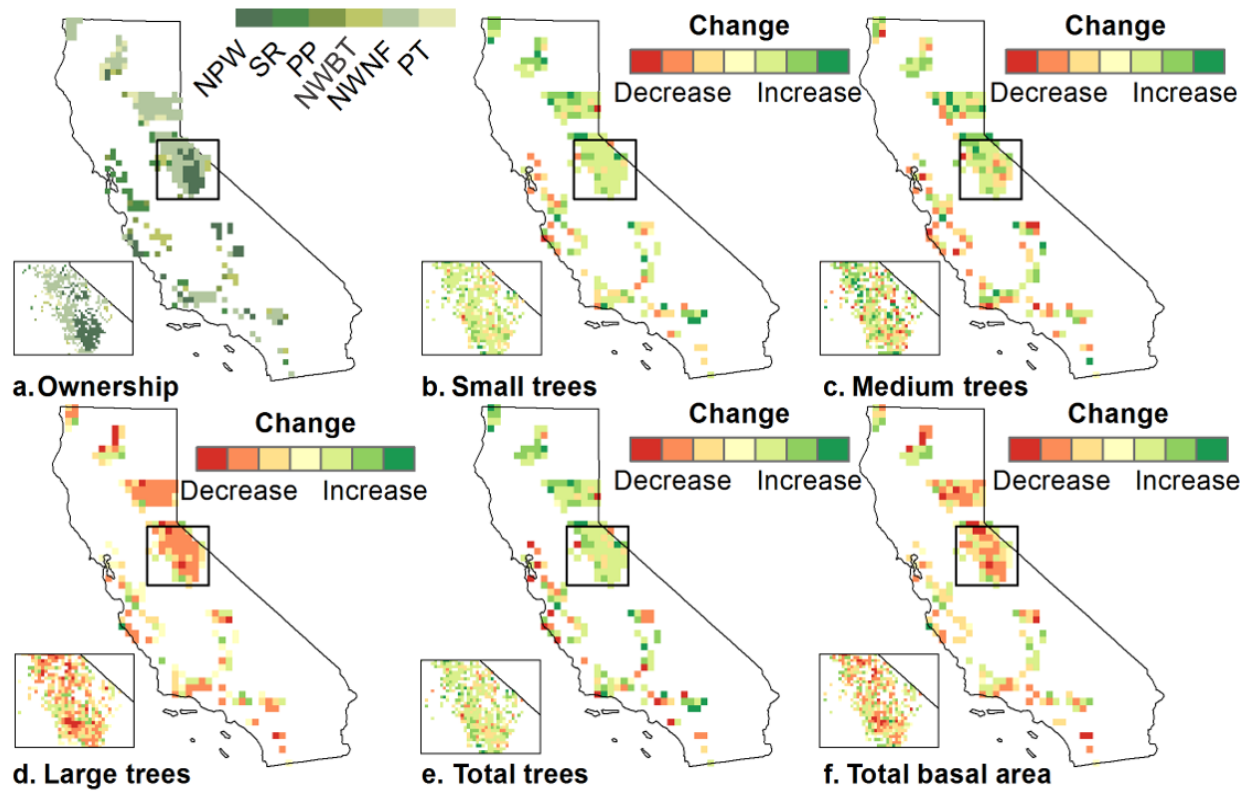 NPW
SR
PP
NWBT
NWNF
PT
Change
Decrease Increase
Change
Decrease Increase
a. Ownership
b. Small trees
c. Medium trees
Change
Decrease Increase
Change
Decrease Increase
Change
Decrease Increase
d. Large trees
e. Total trees
f. Total basal area